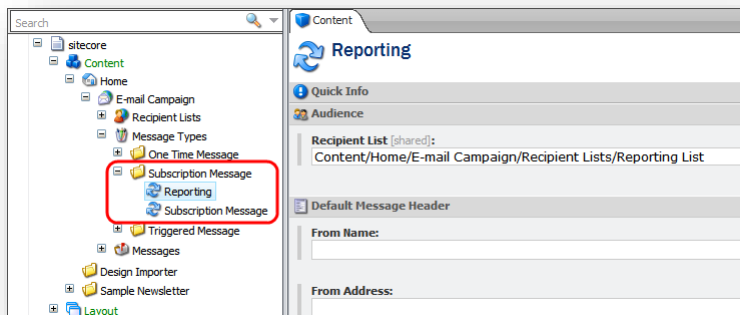 Search
sitecore
Content
Home
E-mail Campaign
Recipient Lists
Message Types
One Time Message
Subscription Message
Reporting
Subscription Message
Triggered Message
Messages
Design Importer
Sample Newsletter
Layout
Content
Reporting
Quick Info
Audience
Recipient List [shared]:
Content/Home/E-mail Campaign/Recipient Lists/Reporting List
Default Message Header
From Name:
From Address: